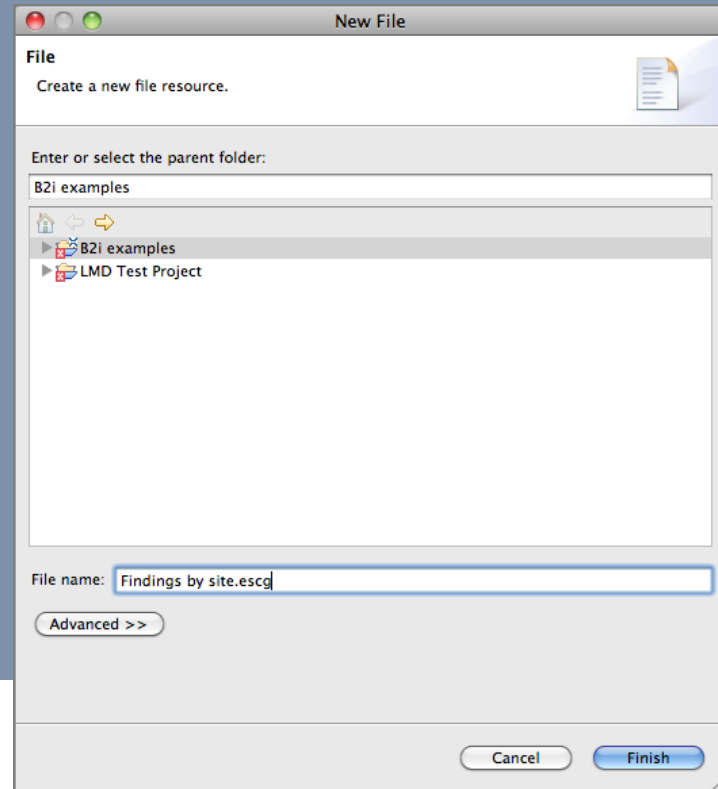 New File
File
Create a new file resource.
Enter or select the parent folder:
B2i examples
B2i examples
LMD Test Project
File name: Findings by site.escg
Advanced >>
Cancel Finish